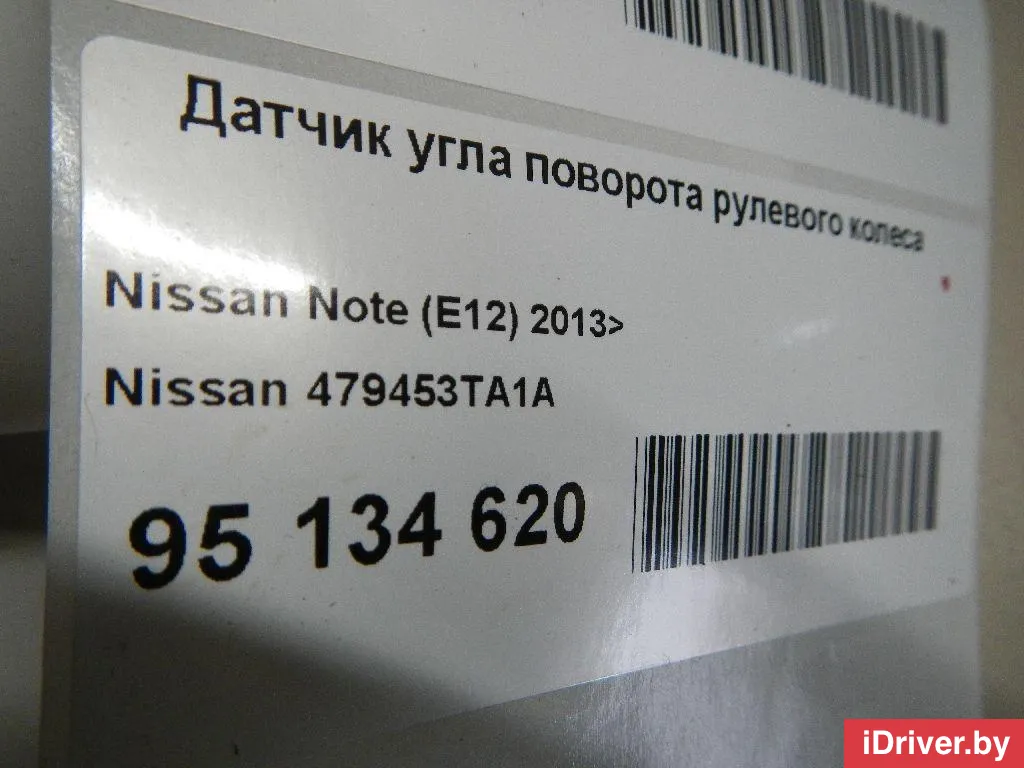 Датчик угла поворота рулевого колеса
Nissan Note (E12) 2013>
Nissan 479453TA1A
95 134 620
iDriver.by